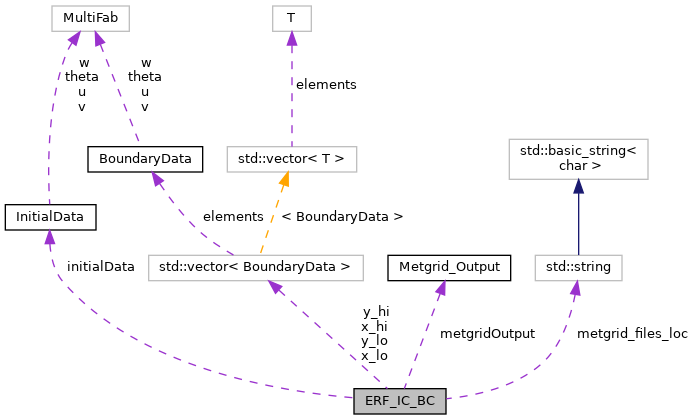 MultiFab
T
w
theta
u
v
w
theta
u
v
elements
BoundaryData
std::vector< T >
std::basic_string<
char >
InitialData
elements
< BoundaryData >
initialData
std::vector< BoundaryData >
Metgrid_Output
std::string
y_hi
x_hi
y_lo
x_lo
metgridOutput
metgrid_files_loc
ERF_IC_BC